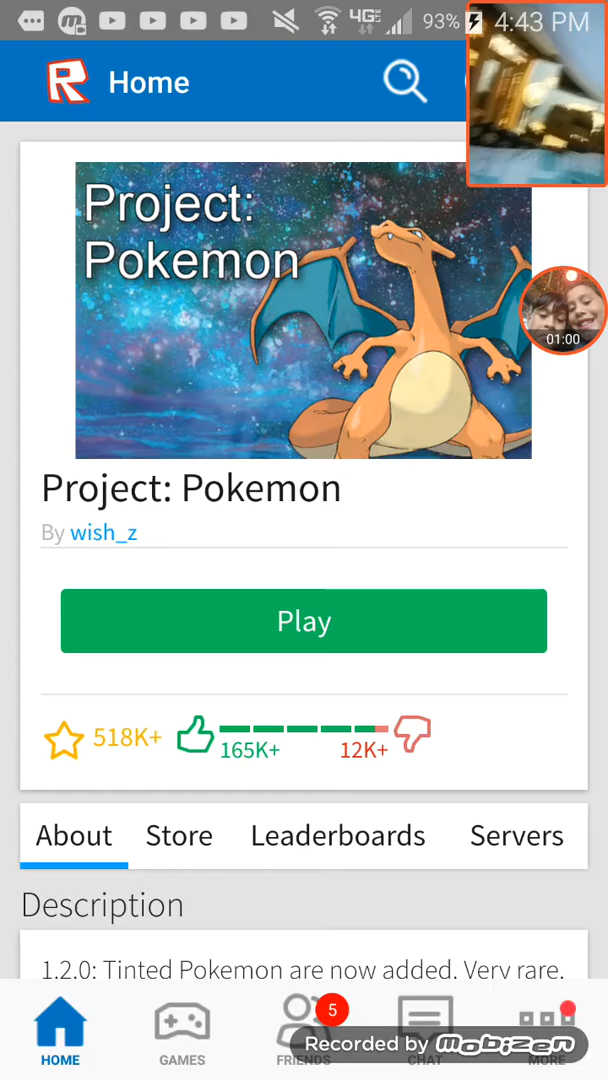 4GLTE 93% 4:43 PM
R Home
Project:
Pokemon
01:00
Project: Pokemon
By wish_z
Play
518K+ 165K+ 12K+
About Store Leaderboards Servers
Description
1.2.0: Tinted Pokemon are now added. Very rare.
5
HOME GAMES FRIENDS CHAT MORE
Recorded by mobizen